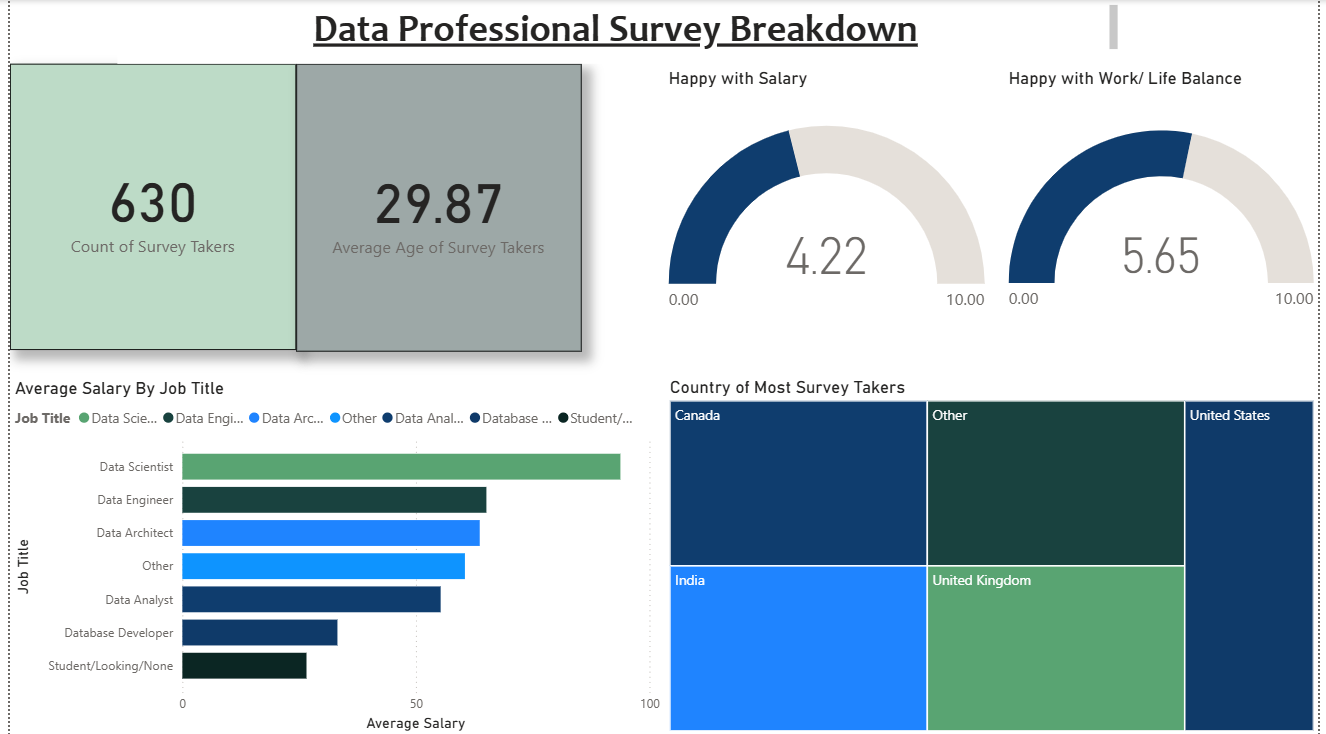 Data Professional Survey Breakdown
630
Count of Survey Takers
29.87
Average Age of Survey Takers
Happy with Salary
4.22
0.00
10.00
Happy with Work/ Life Balance
5.65
0.00
10.00
Average Salary By Job Title
Job Title Data Scie... Data Engi... Data Arc... Other Data Anal... Database ... Student/...
Job Title
Data Scientist
Data Engineer
Data Architect
Other
Data Analyst
Database Developer
Student/Looking/None
0 50 100
Average Salary
Country of Most Survey Takers
Canada
Other
United States
India
United Kingdom